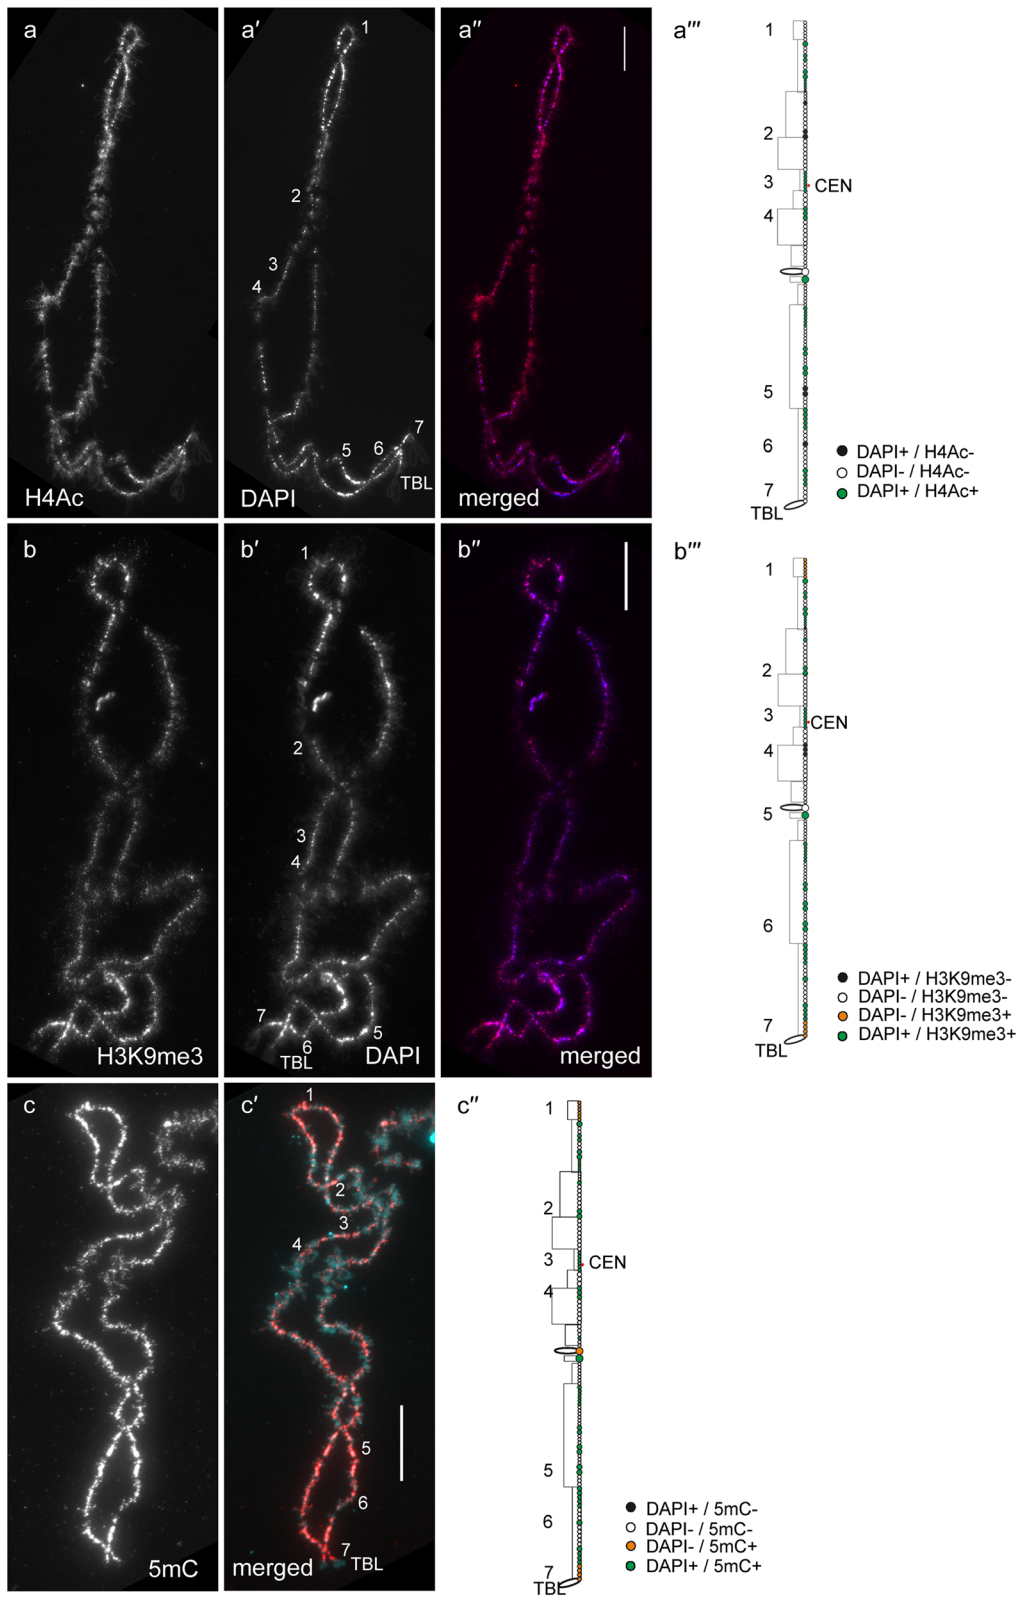 a
a′
1
a″
a‴
1
2
2
3
CEN
3
4
4
5
5
6
7
6
TBL
7
TBL
H4Ac
DAPI
merged
DAPI+ / H4Ac-
DAPI- / H4Ac-
DAPI+ / H4Ac+
b
b′
1
b″
b‴
1
2
2
3
CEN
4
3
4
5
6
7
6
5
TBL
H3K9me3
DAPI
merged
7
TBL
DAPI+ / H3K9me3-
DAPI- / H3K9me3-
DAPI- / H3K9me3+
DAPI+ / H3K9me3+
c
c′
1
c″
1
2
2
3
4
3
CEN
4
5
5
6
6
7
TBL
7
TBL
5mC
merged
DAPI+ / 5mC-
DAPI- / 5mC-
DAPI- / 5mC+
DAPI+ / 5mC+